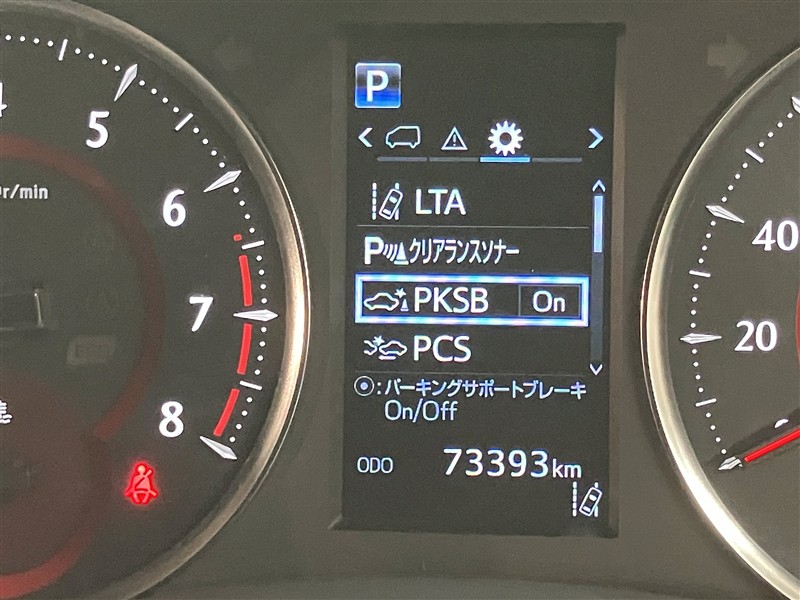 P
LTA
P クリアランスソナー
PKSB On
PCS
:パーキングサポートブレーキ
On/Off
ODO 73393km
r/min
5
6
7
8
40
20